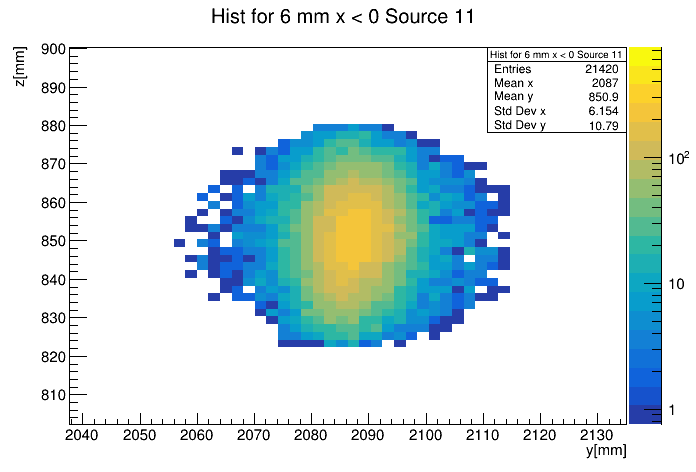 Hist for 6 mm x < 0 Source 11
z[mm]
900
890
880
870
860
850
840
830
820
810
2040 2050 2060 2070 2080 2090 2100 2110 2120 2130
y[mm]
Hist for 6 mm x < 0 Source 11
Entries 21420
Mean x 2087
Mean y 850.9
Std Dev x 6.154
Std Dev y 10.79
10²
10
1